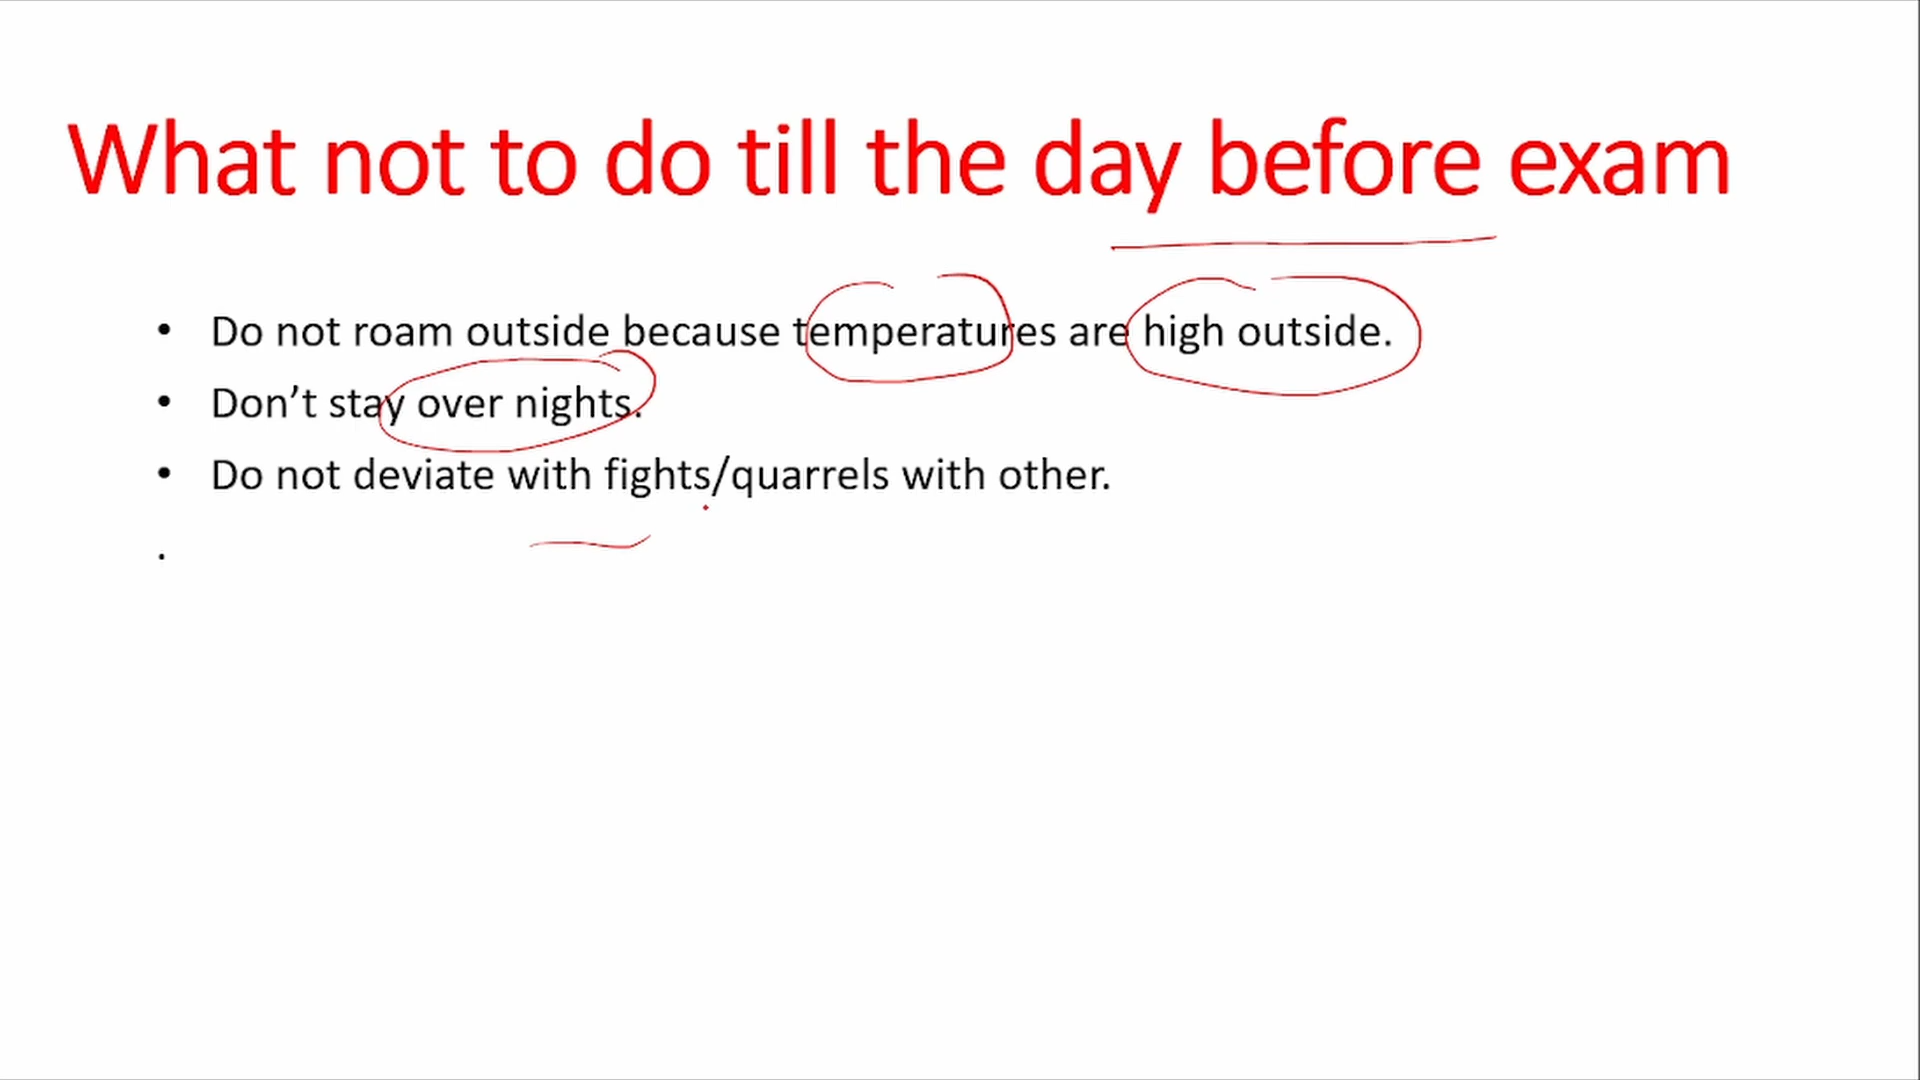 What not to do till the day before exam
• Do not roam outside because temperatures are high outside.
• Don’t stay over nights.
• Do not deviate with fights/quarrels with other.
.